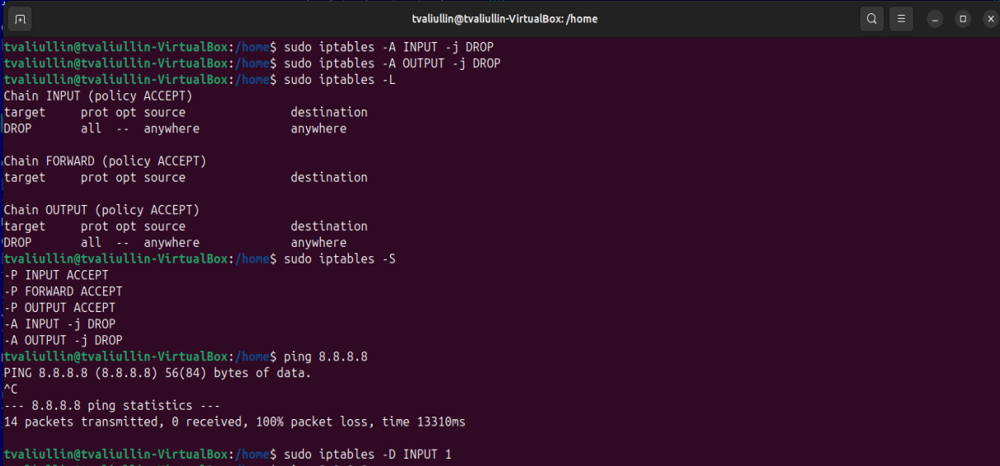 tvaliullin@tvaliullin-VirtualBox: /home
tvaliullin@tvaliullin-VirtualBox:/home$ sudo iptables -A INPUT -j DROP
tvaliullin@tvaliullin-VirtualBox:/home$ sudo iptables -A OUTPUT -j DROP
tvaliullin@tvaliullin-VirtualBox:/home$ sudo iptables -L
Chain INPUT (policy ACCEPT)
target     prot opt source               destination
DROP       all  --  anywhere             anywhere
Chain FORWARD (policy ACCEPT)
target     prot opt source               destination
Chain OUTPUT (policy ACCEPT)
target     prot opt source               destination
DROP       all  --  anywhere             anywhere
tvaliullin@tvaliullin-VirtualBox:/home$ sudo iptables -S
-P INPUT ACCEPT
-P FORWARD ACCEPT
-P OUTPUT ACCEPT
-A INPUT -j DROP
-A OUTPUT -j DROP
tvaliullin@tvaliullin-VirtualBox:/home$ ping 8.8.8.8
PING 8.8.8.8 (8.8.8.8) 56(84) bytes of data.
^C
--- 8.8.8.8 ping statistics ---
14 packets transmitted, 0 received, 100% packet loss, time 13310ms
tvaliullin@tvaliullin-VirtualBox:/home$ sudo iptables -D INPUT 1